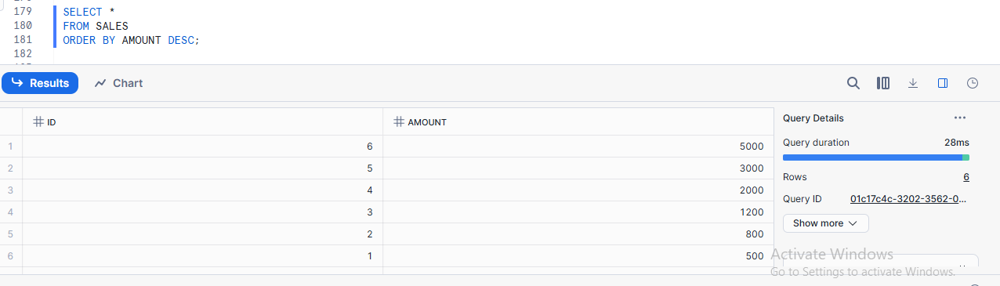 179 SELECT *
180 FROM SALES
181 ORDER BY AMOUNT DESC;
182
Results Chart
ID AMOUNT Query Details ...
1 6 5000 Query duration 28ms
2 5 3000
Rows 6
3 4 2000
Query ID 01c17c4c-3202-3562-0...
4 3 1200
Show more
5 2 800
6 1 500
Activate Windows
Go to Settings to activate Windows.